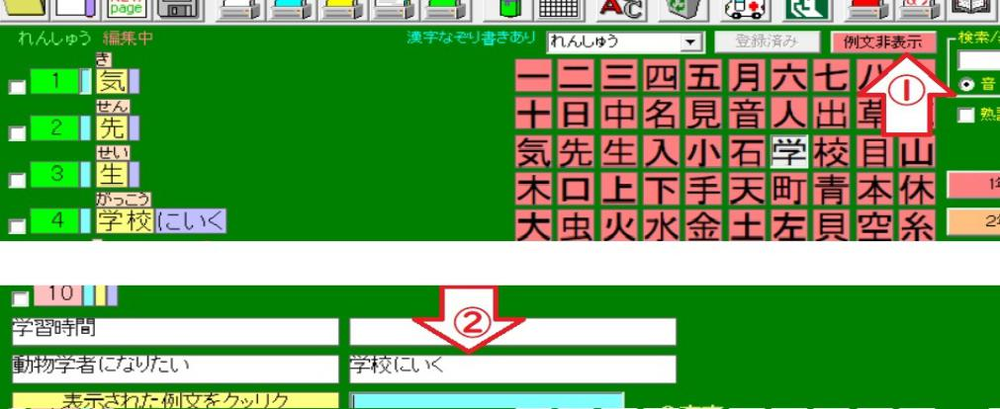 New page
れんしゅう 編集中
漢字なぞり書きあり
れんしゅう
登録済み
例文非表示
検索/
き
1 気
音
せん
2 先
熟
せい
3 生
がっこう
4 学校にいく
一二三四五月六七八
十日中名見音人出草
気先生入小石学校目山
木口上下手天町青本休
大虫火水金土左貝空糸
①
1年
2年
10
学習時間
②
動物学者になりたい
学校にいく
表示された例文をクッリク